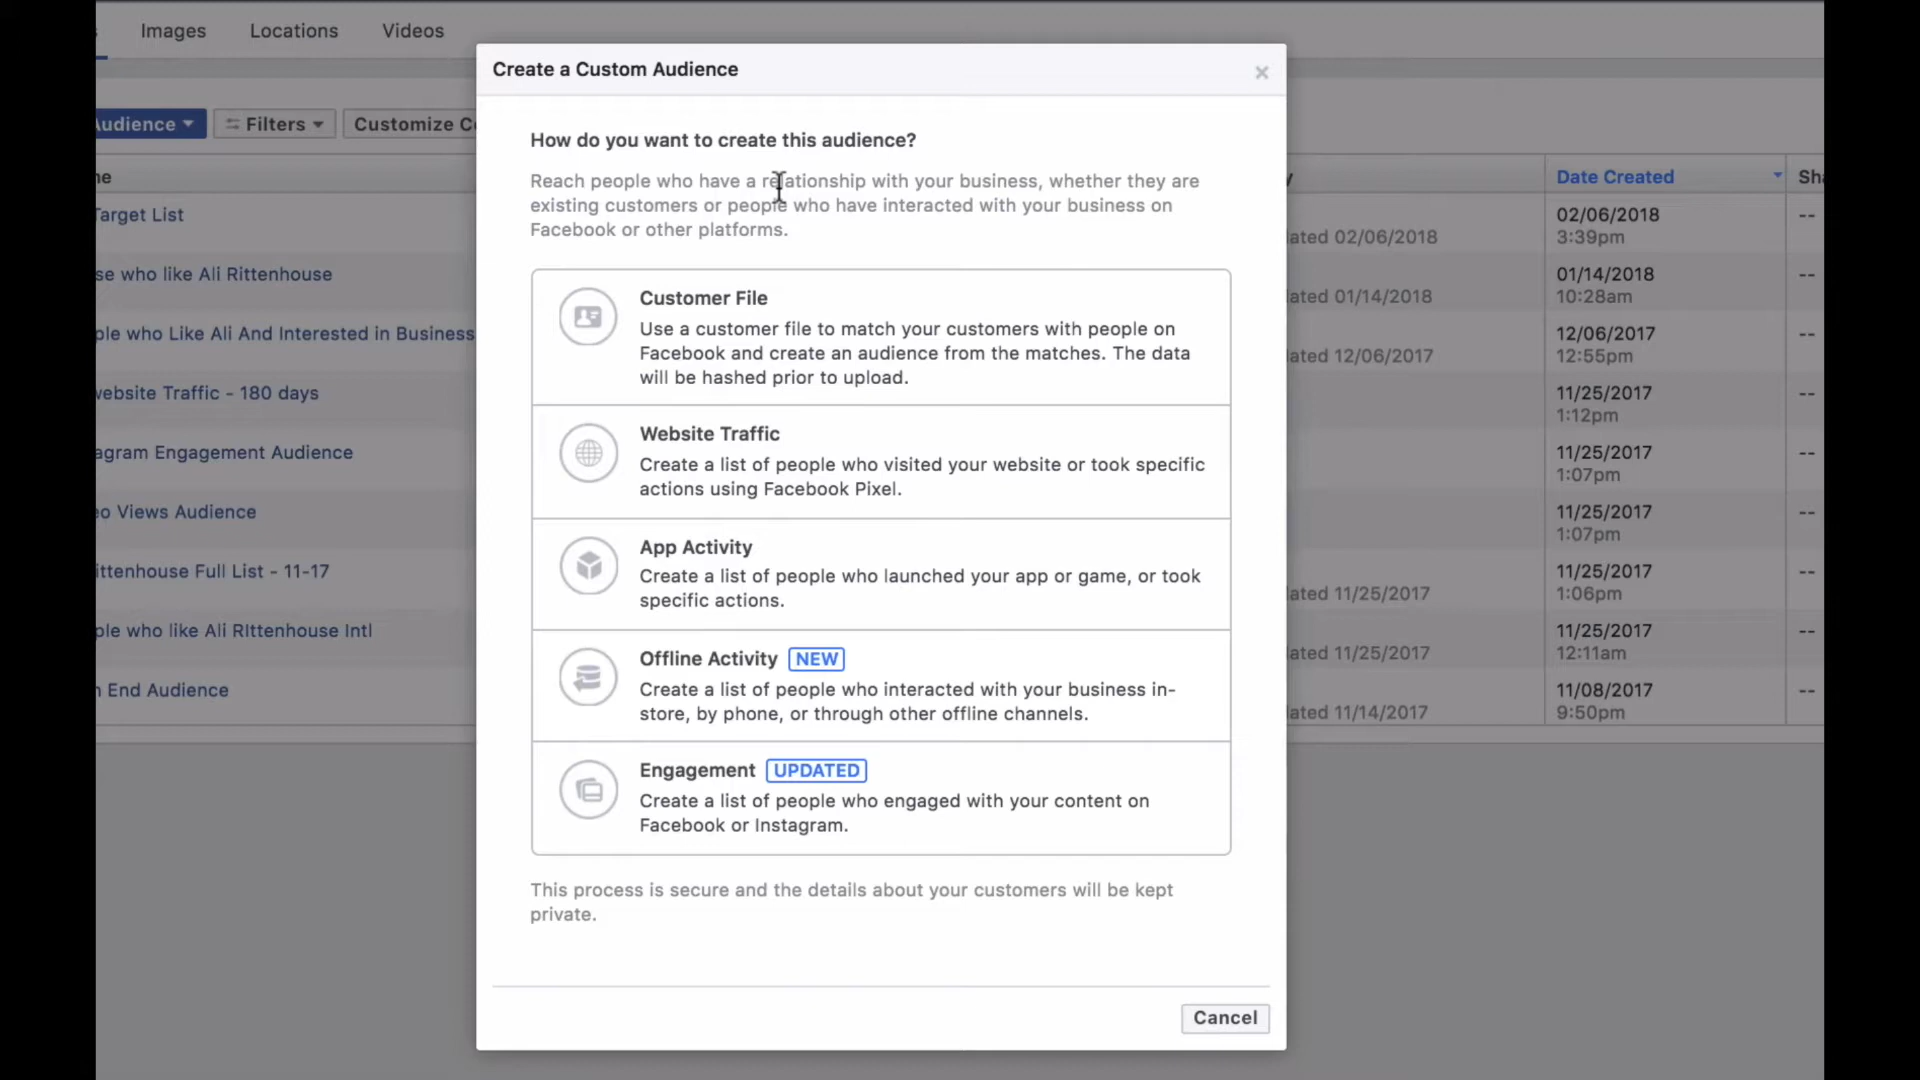 Images Locations Videos
Create a Custom Audience ×
Audience Filters Customize C
How do you want to create this audience?
Reach people who have a relationship with your business, whether they are
existing customers or people who have interacted with your business on
Facebook or other platforms.
Customer File
Use a customer file to match your customers with people on
Facebook and create an audience from the matches. The data
will be hashed prior to upload.
Website Traffic
Create a list of people who visited your website or took specific
actions using Facebook Pixel.
App Activity
Create a list of people who launched your app or game, or took
specific actions.
Offline Activity NEW
Create a list of people who interacted with your business in-
store, by phone, or through other offline channels.
Engagement UPDATED
Create a list of people who engaged with your content on
Facebook or Instagram.
This process is secure and the details about your customers will be kept
private.
Cancel
me
Target List
se who like Ali Rittenhouse
ple who Like Ali And Interested in Business
website Traffic - 180 days
agram Engagement Audience
eo Views Audience
ittenhouse Full List - 11-17
ple who like Ali RIttenhouse Intl
n End Audience
y Date Created Sha
02/06/2018 --
ated 02/06/2018 3:39pm
01/14/2018 --
ated 01/14/2018 10:28am
12/06/2017 --
ated 12/06/2017 12:55pm
11/25/2017 --
1:12pm
11/25/2017 --
1:07pm
11/25/2017 --
1:07pm
11/25/2017 --
ated 11/25/2017 1:06pm
11/25/2017 --
ated 11/25/2017 12:11am
11/08/2017 --
ated 11/14/2017 9:50pm